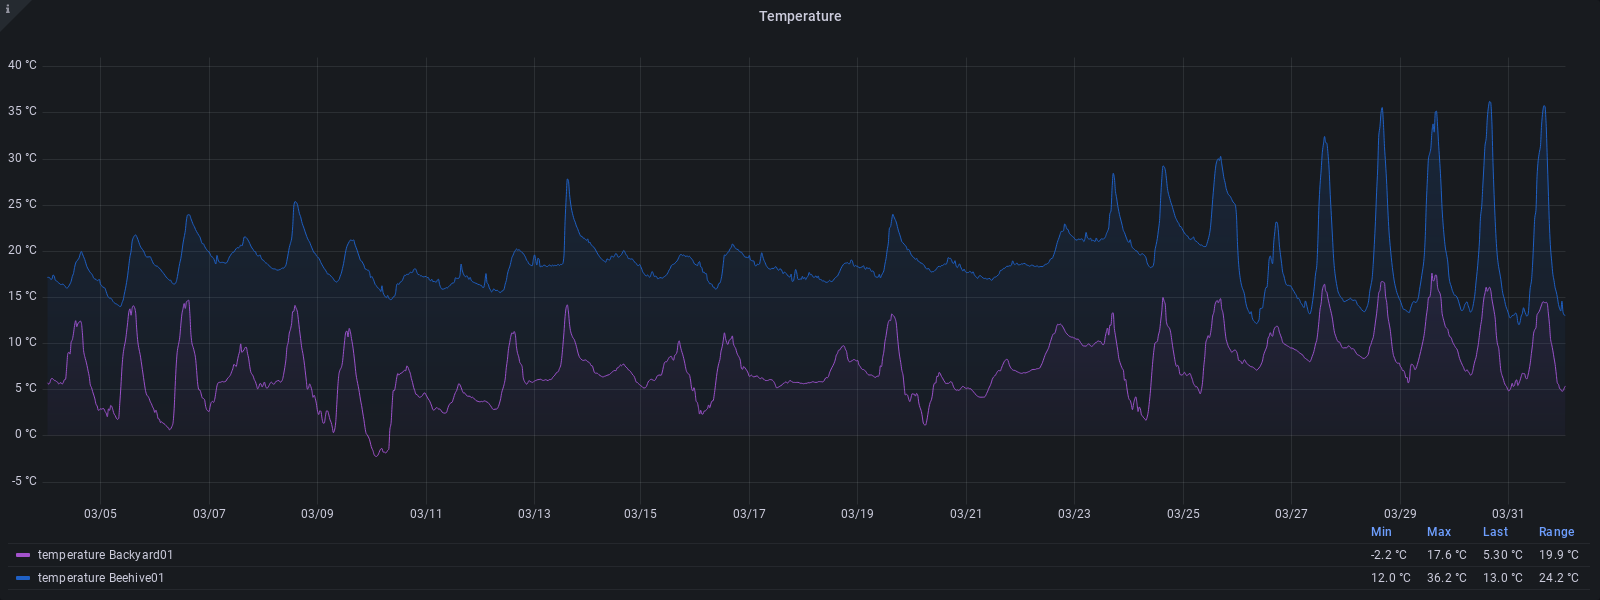 i
Temperature
40 °C
35 °C
30 °C
25 °C
20 °C
15 °C
10 °C
5 °C
0 °C
-5 °C
03/05 03/07 03/09 03/11 03/13 03/15 03/17 03/19 03/21 03/23 03/25 03/27 03/29 03/31
Min Max Last Range
temperature Backyard01 -2.2 °C 17.6 °C 5.30 °C 19.9 °C
temperature Beehive01 12.0 °C 36.2 °C 13.0 °C 24.2 °C